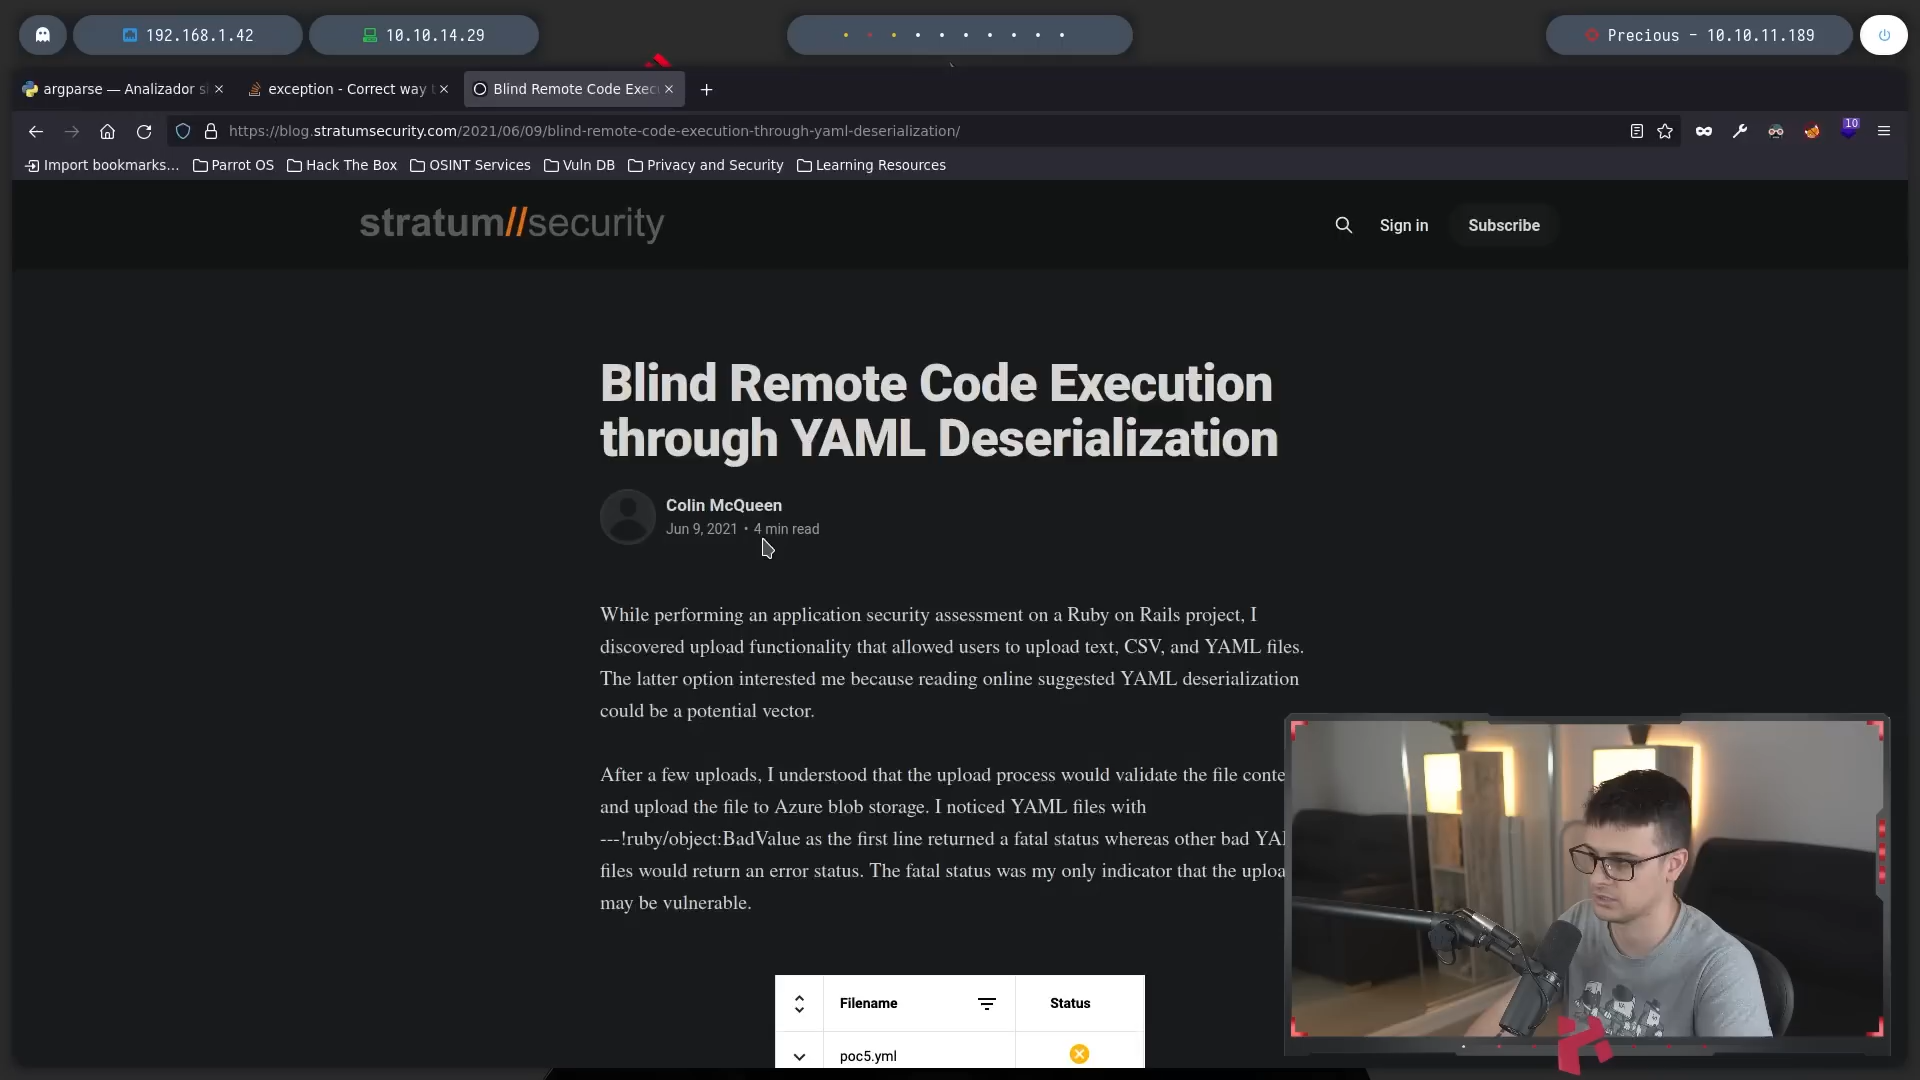 192.168.1.42
10.10.14.29
Precious - 10.10.11.189
argparse — Analizador si
exception - Correct way t
Blind Remote Code Exec
https://blog.stratumsecurity.com/2021/06/09/blind-remote-code-execution-through-yaml-deserialization/
10
Import bookmarks...
Parrot OS
Hack The Box
OSINT Services
Vuln DB
Privacy and Security
Learning Resources
stratum//security
Sign in
Subscribe
Blind Remote Code Execution
through YAML Deserialization
Colin McQueen
Jun 9, 2021 • 4 min read
While performing an application security assessment on a Ruby on Rails project, I
discovered upload functionality that allowed users to upload text, CSV, and YAML files.
The latter option interested me because reading online suggested YAML deserialization
could be a potential vector.
After a few uploads, I understood that the upload process would validate the file conte
and upload the file to Azure blob storage. I noticed YAML files with
---!ruby/object:BadValue as the first line returned a fatal status whereas other bad YA
files would return an error status. The fatal status was my only indicator that the uploa
may be vulnerable.
Filename
Status
poc5.yml